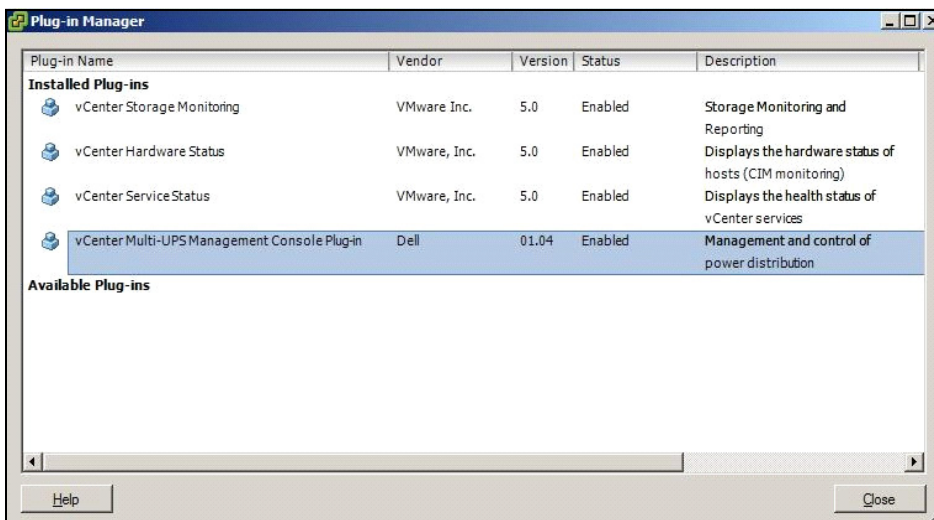 Plug-in Manager
Plug-in Name Vendor Version Status Description
Installed Plug-ins
vCenter Storage Monitoring VMware Inc. 5.0 Enabled Storage Monitoring and
Reporting
vCenter Hardware Status VMware, Inc. 5.0 Enabled Displays the hardware status of
hosts (CIM monitoring)
vCenter Service Status VMware, Inc. 5.0 Enabled Displays the health status of
vCenter services
vCenter Multi-UPS Management Console Plug-in Dell 01.04 Enabled Management and control of
power distribution
Available Plug-ins
Help Close